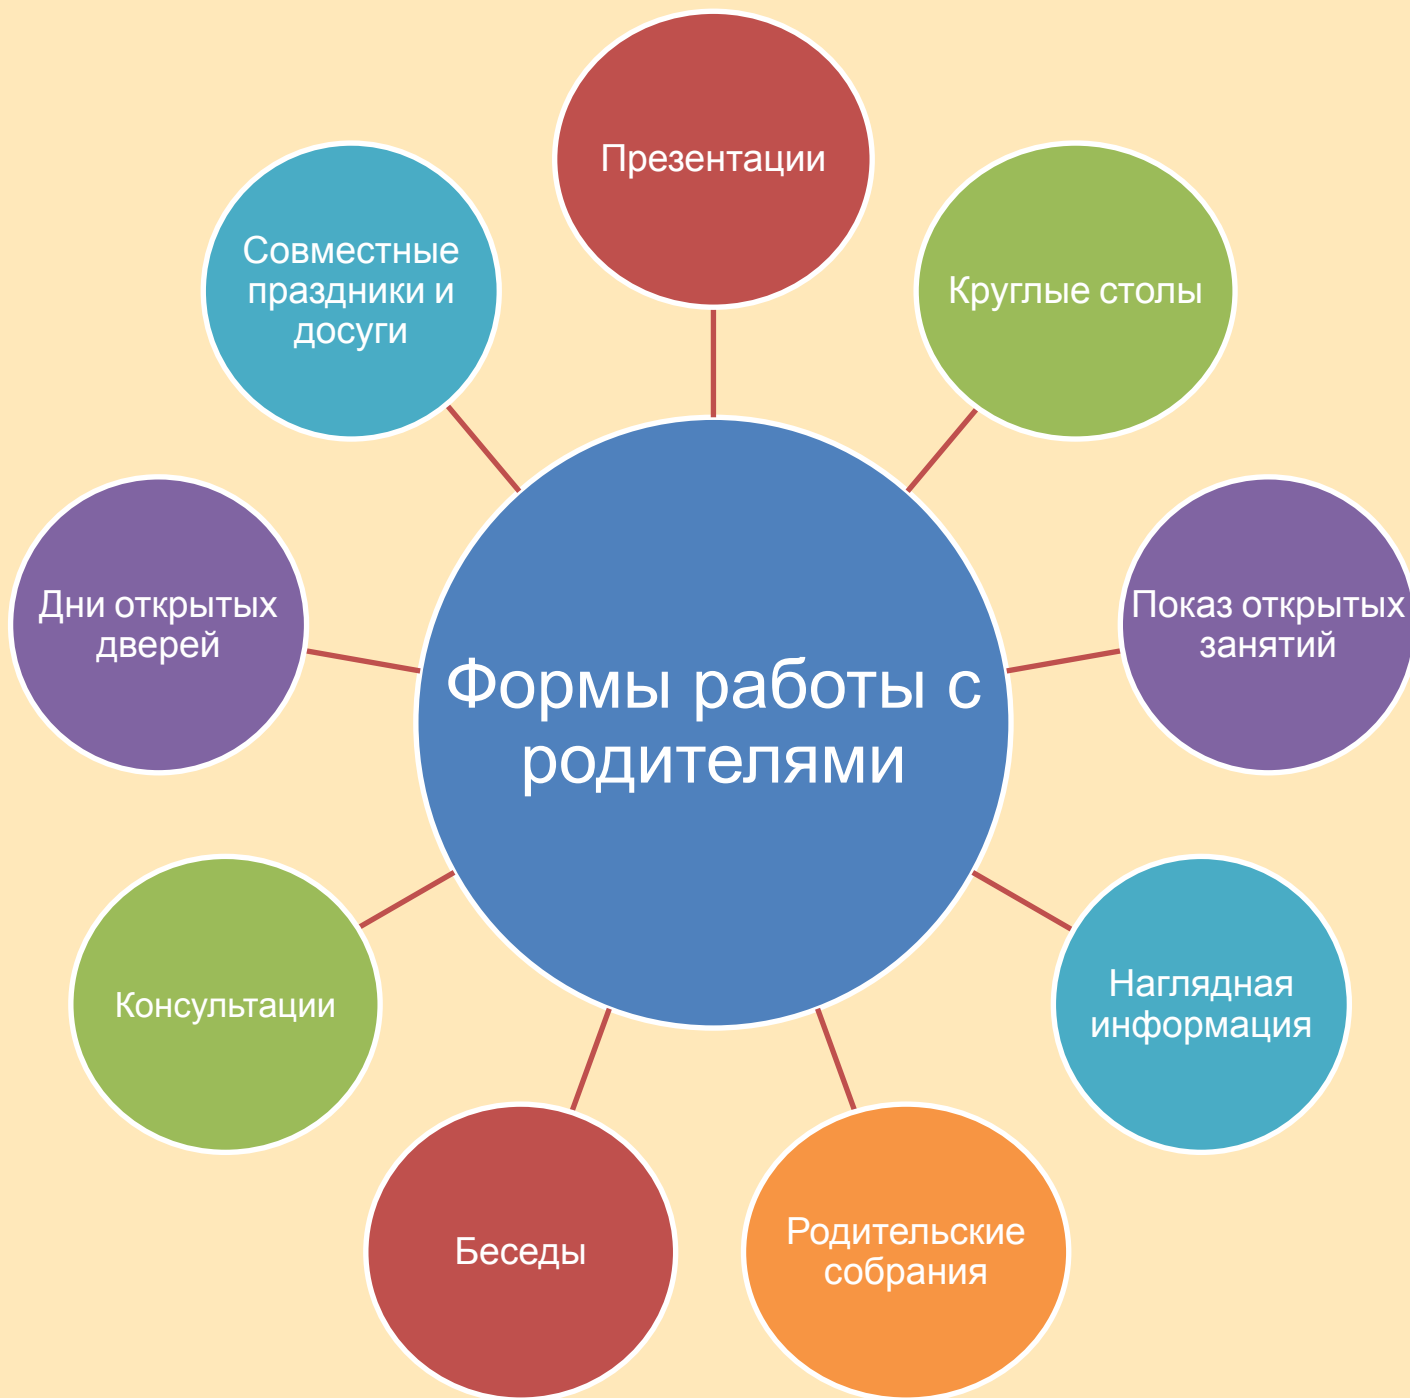 Презентации
Круглые столы
Показ открытых
занятий
Наглядная
информация
Родительские
собрания
Беседы
Консультации
Дни открытых
дверей
Совместные
праздники и
досуги
Формы работы с
родителями